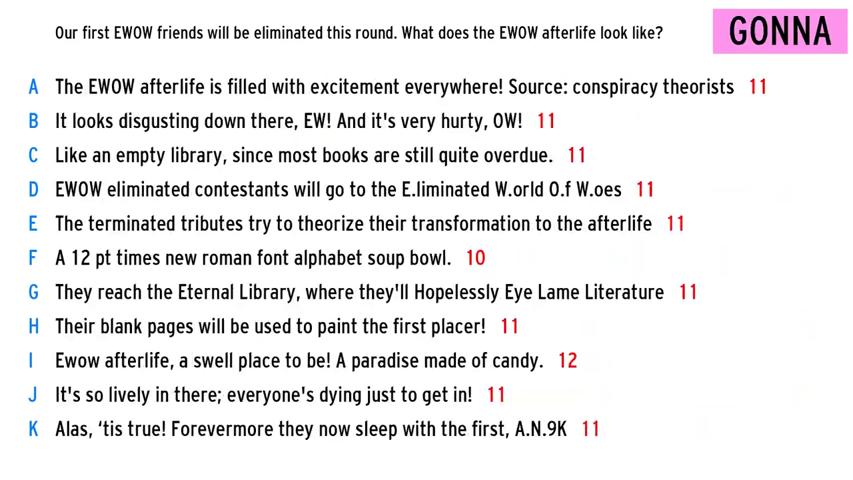 Our first EWOW friends will be eliminated this round. What does the EWOW afterlife look like?
GONNA
A The EWOW afterlife is filled with excitement everywhere! Source: conspiracy theorists 11
B It looks disgusting down there, EW! And it's very hurty, OW! 11
C Like an empty library, since most books are still quite overdue. 11
D EWOW eliminated contestants will go to the E.liminated W.orld O.f W.oes 11
E The terminated tributes try to theorize their transformation to the afterlife 11
F A 12 pt times new roman font alphabet soup bowl. 10
G They reach the Eternal Library, where they'll Hopelessly Eye Lame Literature 11
H Their blank pages will be used to paint the first placer! 11
I Ewow afterlife, a swell place to be! A paradise made of candy. 12
J It's so lively in there; everyone's dying just to get in! 11
K Alas, ‘tis true! Forevermore they now sleep with the first, A.N.9K 11